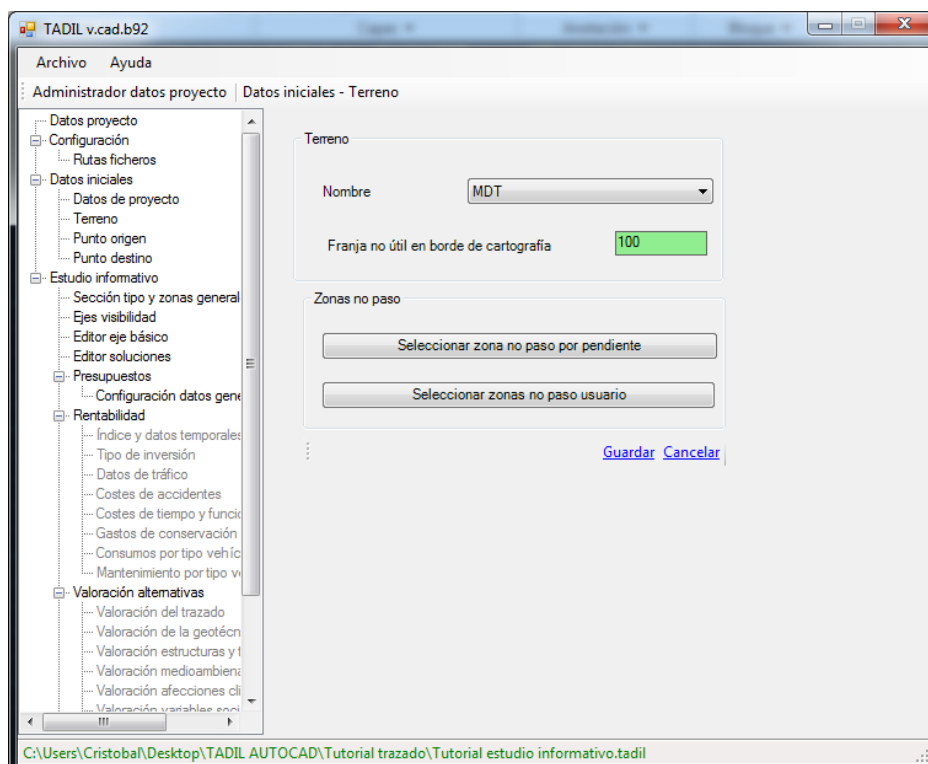 TADIL v.cad.b92
Archivo Ayuda
Administrador datos proyecto Datos iniciales - Terreno
Datos proyecto
Configuración
Rutas ficheros
Datos iniciales
Datos de proyecto
Terreno
Punto origen
Punto destino
Estudio informativo
Sección tipo y zonas general
Ejes visibilidad
Editor eje básico
Editor soluciones
Presupuestos
Configuración datos gene
Rentabilidad
Índice y datos temporales
Tipo de inversión
Datos de tráfico
Costes de accidentes
Costes de tiempo y funcio
Gastos de conservación
Consumos por tipo vehíc
Mantenimiento por tipo v
Valoración alternativas
Valoración del trazado
Valoración de la geotécn
Valoración estructuras y t
Valoración medioambiena
Valoración afecciones cli
Valoración variables soci
Terreno
Nombre MDT
Franja no útil en borde de cartografía 100
Zonas no paso
Seleccionar zona no paso por pendiente
Seleccionar zonas no paso usuario
Guardar Cancelar
C:\Users\Cristobal\Desktop\TADIL AUTOCAD\Tutorial trazado\Tutorial estudio informativo.tadil